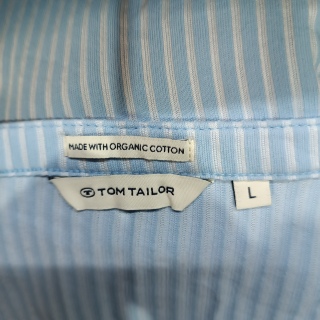 MADE WITH ORGANIC COTTON
TOM TAILOR
L